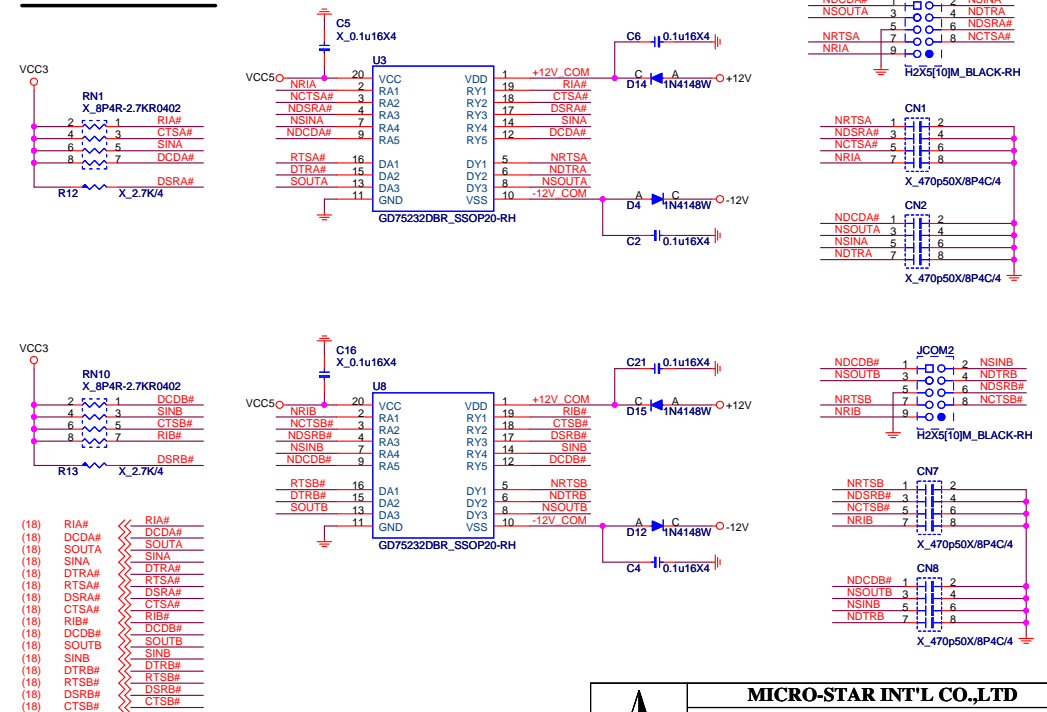 C5
X_0.1u16X4
VCC3
RN1
X_8P4R-2.7KR0402
2 1 RIA#
4 3 CTSA#
6 5 SINA
8 7 DCDA#
R12 X_2.7K/4 DSRA#
U3
VCC5 20 VCC VDD 1 +12V_COM
NRIA 2 RA1 RY1 19 RIA#
NCTSA# 3 RA2 RY2 18 CTSA#
NDSRA# 4 RA3 RY3 17 DSRA#
NSINA 7 RA4 RY4 14 SINA
NDCDA# 9 RA5 RY5 12 DCDA#
RTSA# 16 DA1 DY1 5 NRTSA
DTRA# 15 DA2 DY2 6 NDTRA
SOUTA 13 DA3 DY3 8 NSOUTA
11 GND VSS 10 -12V_COM
GD75232DBR_SSOP20-RH
C6 0.1u16X4
C A +12V
D14 1N4148W
A C -12V
D4 1N4148W
C2 0.1u16X4
NDCDA# 1 2 NSINA
NSOUTA 3 4 NDTRA
5 6 NDSRA#
NRTSA 7 8 NCTSA#
NRIA 9
H2X5[10]M_BLACK-RH
CN1
NRTSA 1 2
NDSRA# 3 4
NCTSA# 5 6
NRIA 7 8
X_470p50X/8P4C/4
CN2
NDCDA# 1 2
NSOUTA 3 4
NSINA 5 6
NDTRA 7 8
X_470p50X/8P4C/4
VCC3
RN10
X_8P4R-2.7KR0402
2 1 DCDB#
4 3 SINB
6 5 CTSB#
8 7 RIB#
R13 X_2.7K/4 DSRB#
C16
X_0.1u16X4
U8
VCC5 20 VCC VDD 1 +12V_COM
NRIB 2 RA1 RY1 19 RIB#
NCTSB# 3 RA2 RY2 18 CTSB#
NDSRB# 4 RA3 RY3 17 DSRB#
NSINB 7 RA4 RY4 14 SINB
NDCDB# 9 RA5 RY5 12 DCDB#
RTSB# 16 DA1 DY1 5 NRTSB
DTRB# 15 DA2 DY2 6 NDTRB
SOUTB 13 DA3 DY3 8 NSOUTB
11 GND VSS 10 -12V_COM
GD75232DBR_SSOP20-RH
C21 0.1u16X4
C A +12V
D15 1N4148W
A C -12V
D12 1N4148W
C4 0.1u16X4
JCOM2
NDCDB# 1 2 NSINB
NSOUTB 3 4 NDTRB
5 6 NDSRB#
NRTSB 7 8 NCTSB#
NRIB 9
H2X5[10]M_BLACK-RH
CN7
NRTSB 1 2
NDSRB# 3 4
NCTSB# 5 6
NRIB 7 8
X_470p50X/8P4C/4
CN8
NDCDB# 1 2
NSOUTB 3 4
NSINB 5 6
NDTRB 7 8
X_470p50X/8P4C/4
(18) RIA# RIA#
(18) DCDA# DCDA#
(18) SOUTA SOUTA
(18) SINA SINA
(18) DTRA# DTRA#
(18) RTSA# RTSA#
(18) DSRA# DSRA#
(18) CTSA# CTSA#
(18) RIB# RIB#
(18) DCDB# DCDB#
(18) SOUTB SOUTB
(18) SINB SINB
(18) DTRB# DTRB#
(18) RTSB# RTSB#
(18) DSRB# DSRB#
(18) CTSB# CTSB#
MICRO-STAR INT'L CO.,LTD